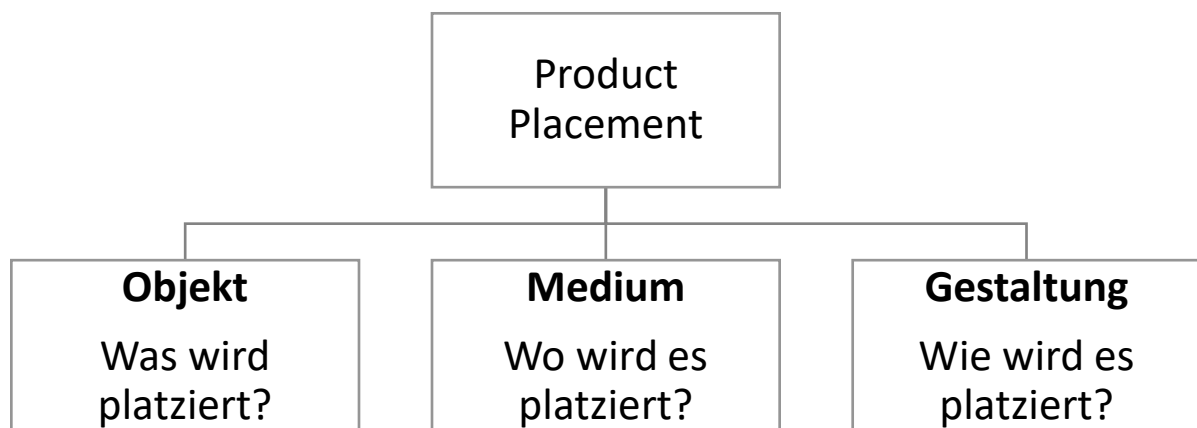 Product
Placement
Objekt
Was wird
platziert?
Medium
Wo wird es
platziert?
Gestaltung
Wie wird es
platziert?